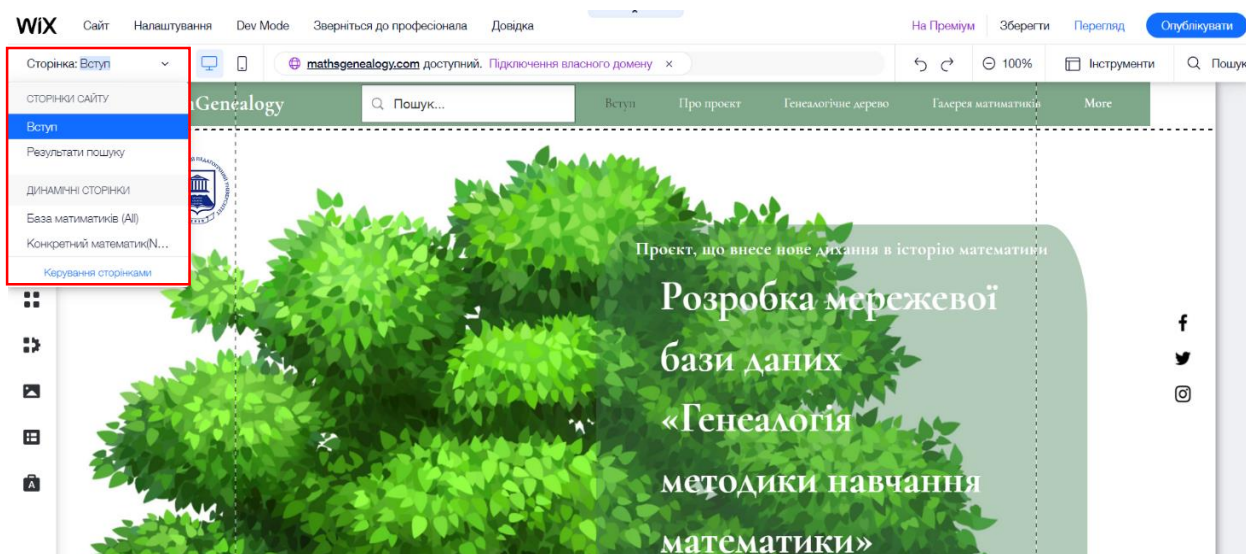 WiX Сайт Налаштування Dev Mode Зверніться до професіонала Довідка На Преміум Зберегти Перегляд Опублікувати
Сторінка: Вступ mathsgenealogy.com доступний. Підключення власного домену × 100% Інструменти Пошук
СТОРІНКИ САЙТУ
Вступ
Результати пошуку
ДИНАМІЧНІ СТОРІНКИ
База математиків (All)
Конкретний математик(N...
Керування сторінками
Genealogy Пошук... Вступ Про проєкт Генеалогічне дерево Галерея математиків More
Проєкт, що внесе нове дихання в історію математики
Розробка мережевої
бази даних
«Генеалогія
методики навчання
математики»